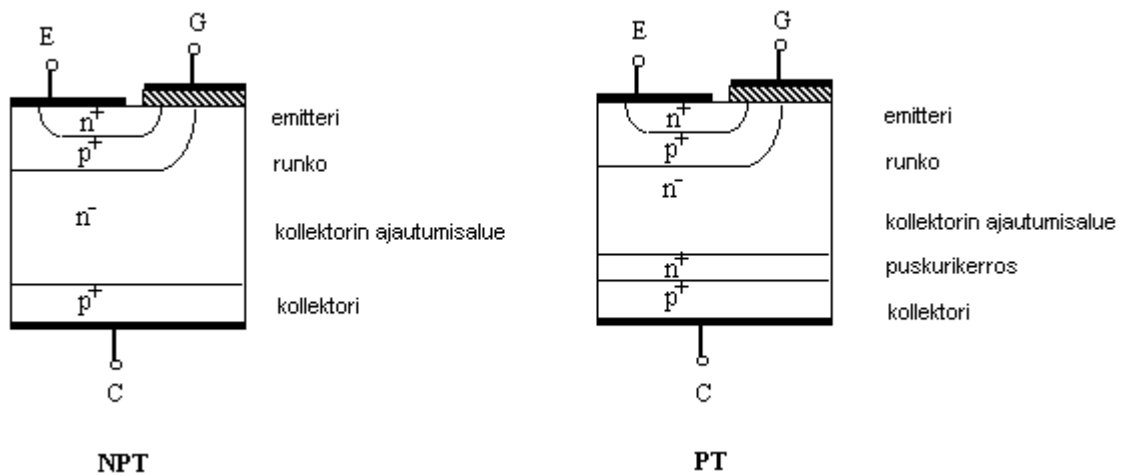 E
G
n+
p+
n-
p+
C
emitteri
runko
kollektorin ajautumisalue
kollektori
NPT
E
G
n+
p+
n-
n+
p+
C
emitteri
runko
kollektorin ajautumisalue
puskurikerros
kollektori
PT